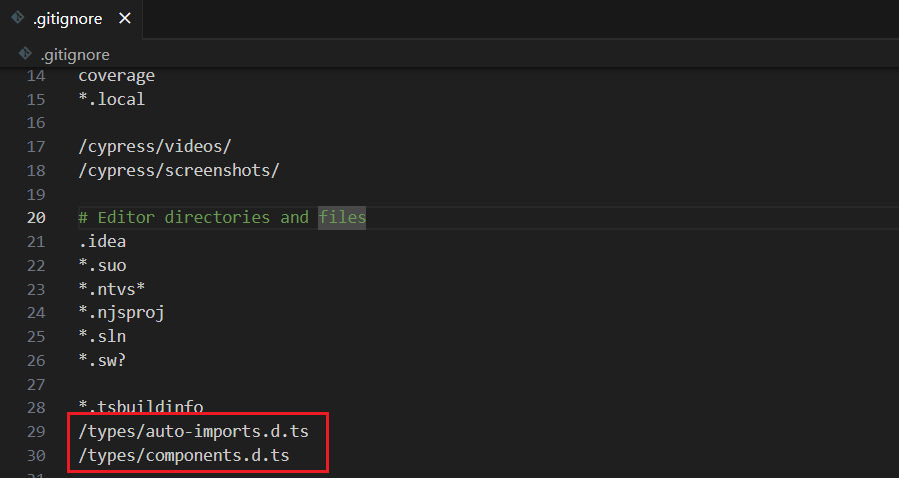 .gitignore ×
.gitignore
14 coverage
15 *.local
16
17 /cypress/videos/
18 /cypress/screenshots/
19
20 # Editor directories and files
21 .idea
22 *.suo
23 *.ntvs*
24 *.njsproj
25 *.sln
26 *.sw?
27
28 *.tsbuildinfo
29 /types/auto-imports.d.ts
30 /types/components.d.ts
31